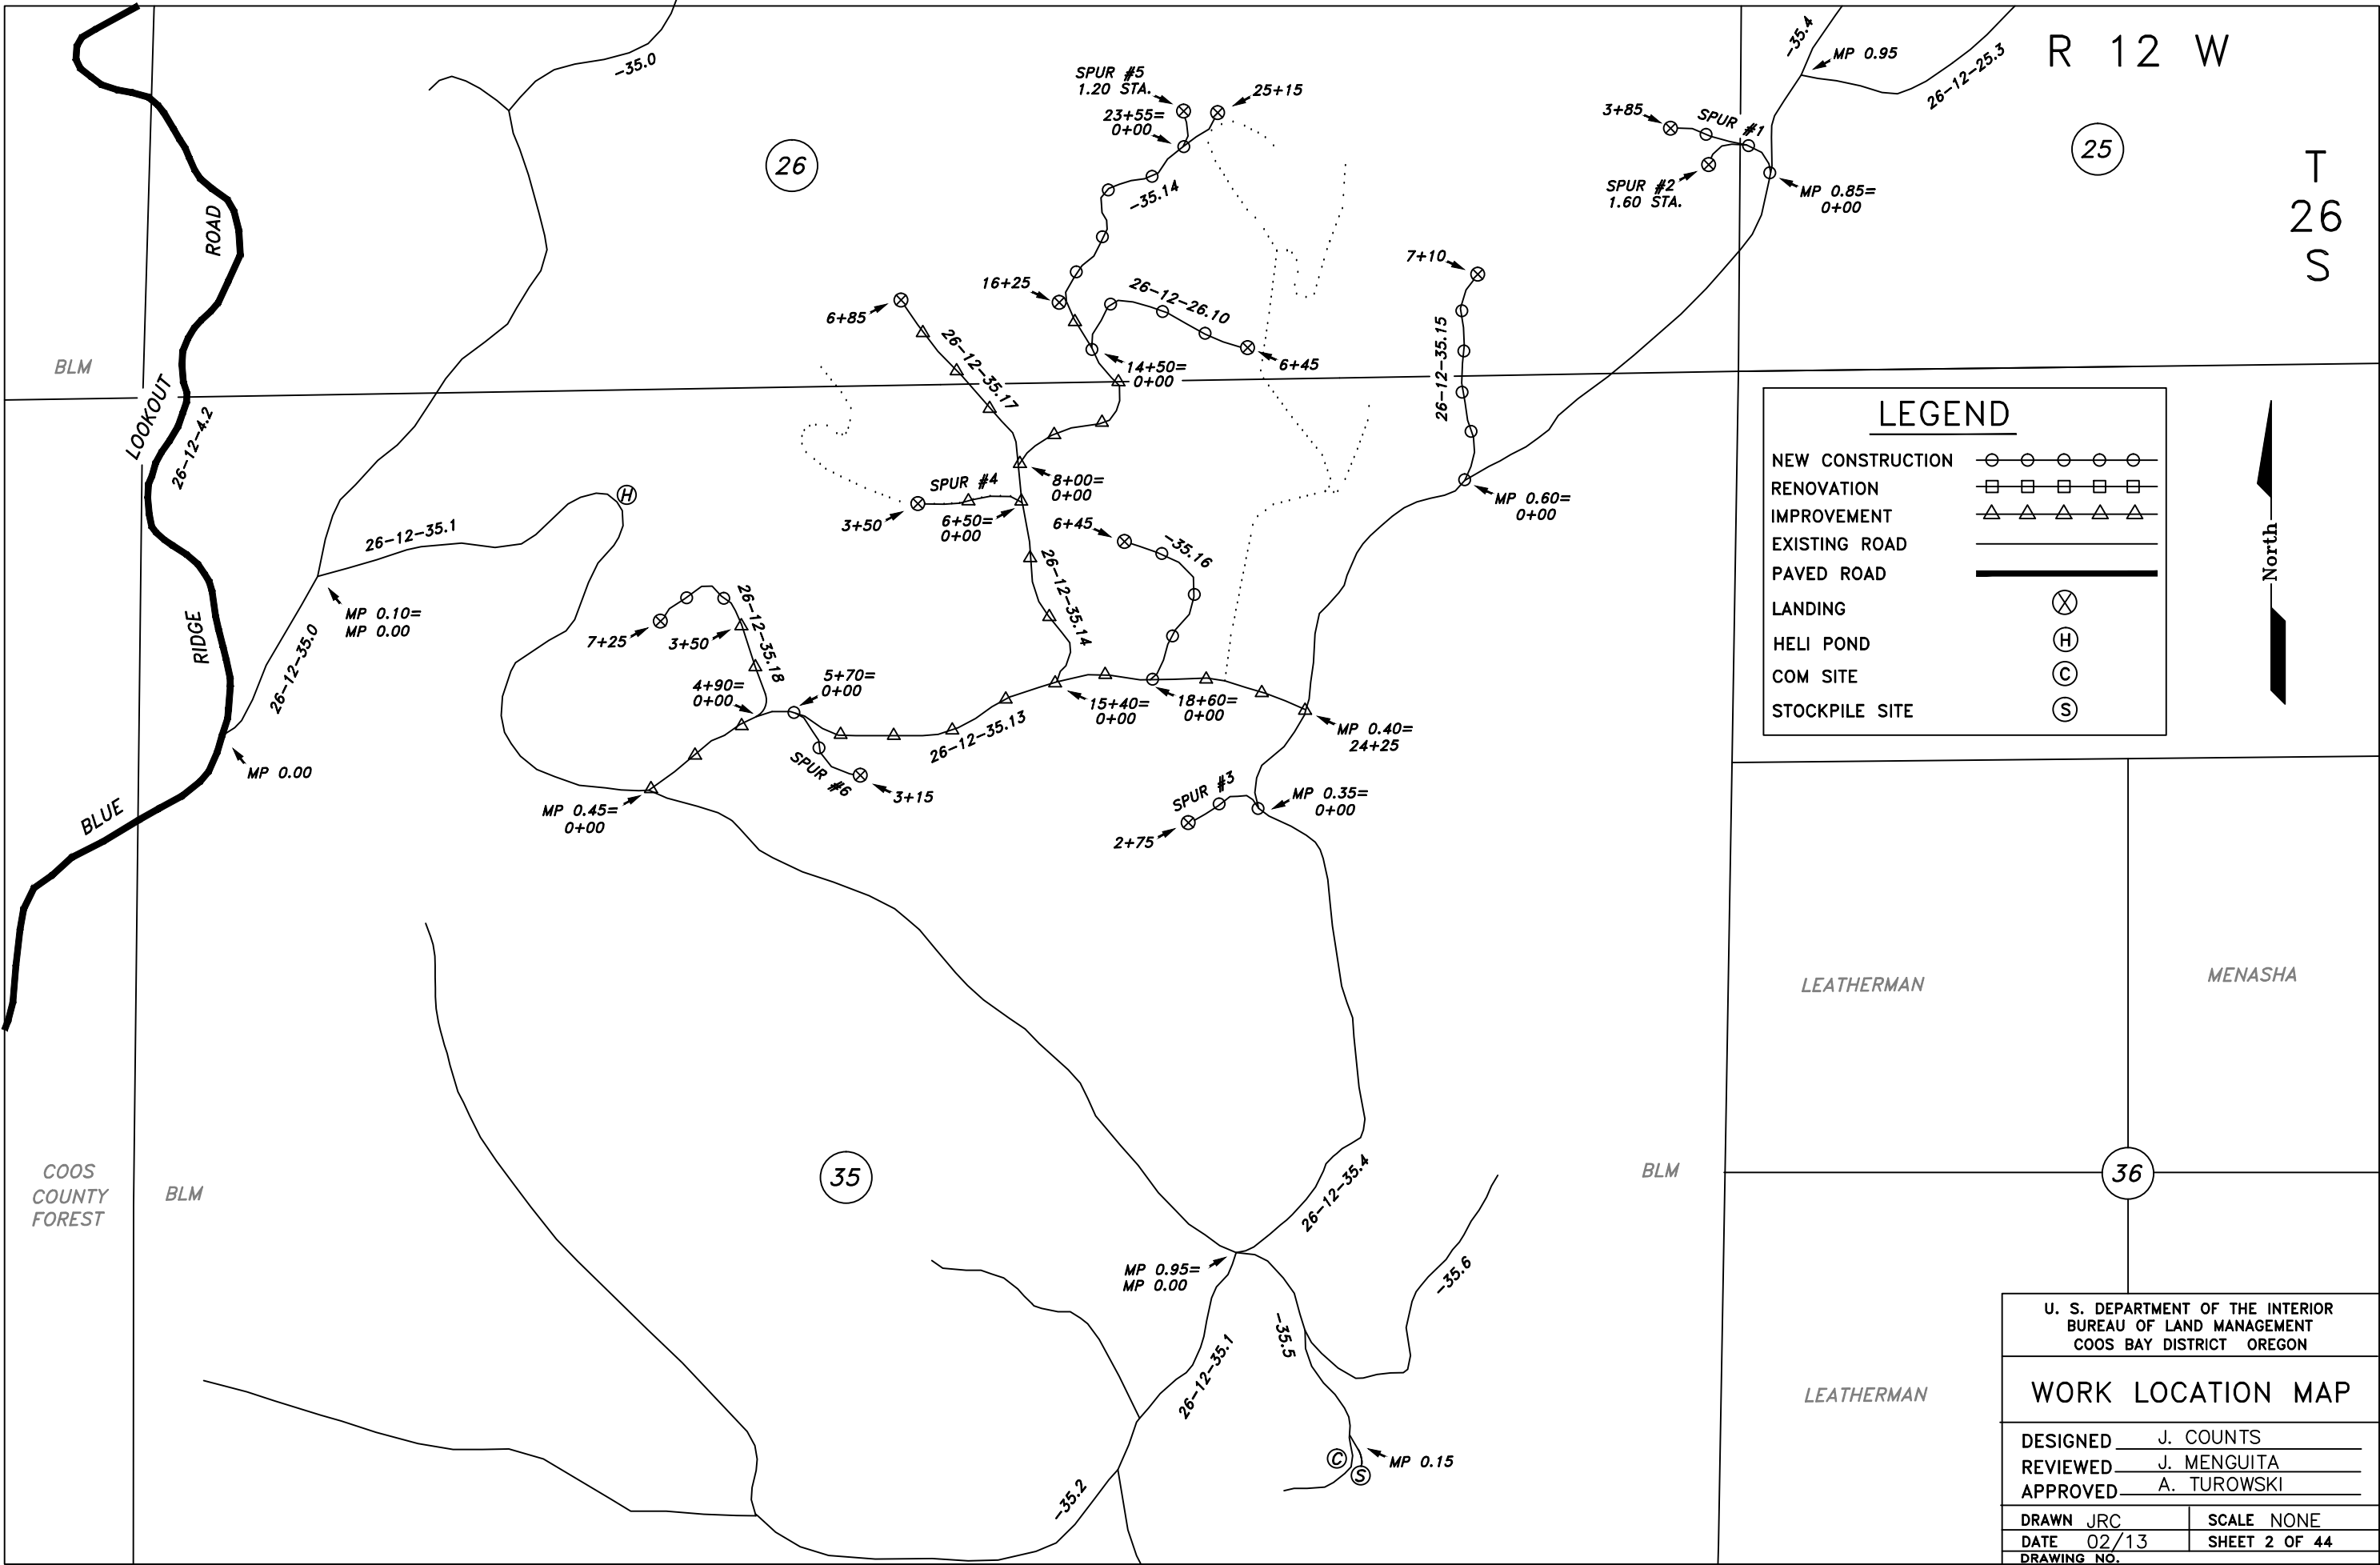 R 12 W
T
26
S
-35.0
-35.4
MP 0.95
26-12-25.3
SPUR #5
1.20 STA.
25+15
23+55=
0+00
3+85
SPUR #1
25
26
SPUR #2
1.60 STA.
MP 0.85=
0+00
-35.14
ROAD
7+10
16+25
26-12-26.10
6+85
26-12-35.17
26-12-35.15
14+50=
0+00
6+45
BLM
LOOKOUT
26-12-4.2
LEGEND
NEW CONSTRUCTION
RENOVATION
IMPROVEMENT
EXISTING ROAD
PAVED ROAD
LANDING
HELI POND
H
COM SITE
C
STOCKPILE SITE
S
North
SPUR #4
8+00=
0+00
3+50
6+50=
0+00
6+45
-35.16
MP 0.60=
0+00
H
26-12-35.1
26-12-35.14
MP 0.10=
MP 0.00
RIDGE
26-12-35.0
7+25
3+50
26-12-35.18
4+90=
0+00
5+70=
0+00
15+40=
0+00
18+60=
0+00
MP 0.40=
24+25
26-12-35.13
MP 0.00
SPUR #6
3+15
SPUR #3
MP 0.35=
0+00
2+75
MP 0.45=
0+00
BLUE
LEATHERMAN
MENASHA
COOS
COUNTY
FOREST
BLM
35
BLM
36
26-12-35.4
MP 0.95=
MP 0.00
-35.6
-35.5
26-12-35.1
LEATHERMAN
C
S
MP 0.15
-35.2
U. S. DEPARTMENT OF THE INTERIOR
BUREAU OF LAND MANAGEMENT
COOS BAY DISTRICT OREGON
WORK LOCATION MAP
DESIGNED J. COUNTS
REVIEWED J. MENGUITA
APPROVED A. TUROWSKI
DRAWN JRC
SCALE NONE
DATE 02/13
SHEET 2 OF 44
DRAWING NO.